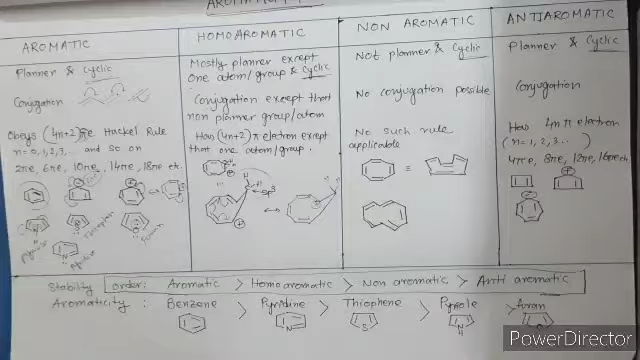 AROMATIC
Planner & Cyclic
Conjugation
Obeys (4n+2)πe Hackel Rule
n=0,1,2,3... and so on
2πe, 6πe, 10πe, 14πe, 18πe etc.
pyridine
HOMOAROMATIC
Mostly planner except
one atom/group & cyclic
Conjugation except that
non planner group/atom
Has (4n+2) π electron except
that one atom/group.
H
H
sp³
NON AROMATIC
Not planner & Cyclic
No conjugation possible
No such rule
applicable
≡
ANTIAROMATIC
Planner & Cyclic
Conjugation
Has 4nπ electron
(n=1,2,3...)
4πe, 8πe, 12πe, 16πe etc.
Stability order: Aromatic > Homoaromatic > Non aromatic > Anti aromatic
Aromaticity : Benzene > Pyridine > Thiophene > Pyrrole > furan
N
S
N
H
PowerDirector